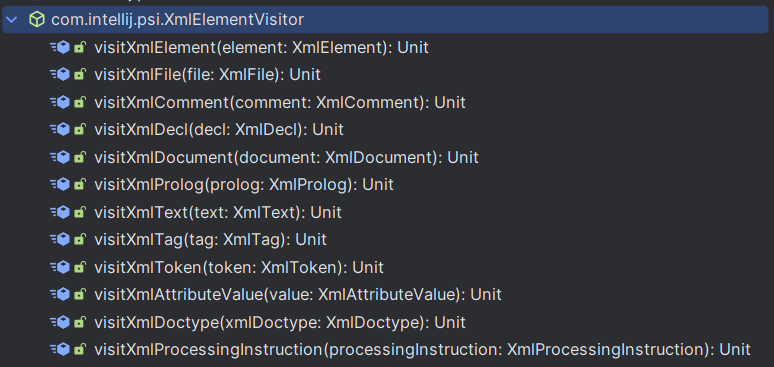 com.intellij.psi.XmlElementVisitor
visitXmlElement(element: XmlElement): Unit
visitXmlFile(file: XmlFile): Unit
visitXmlComment(comment: XmlComment): Unit
visitXmlDecl(decl: XmlDecl): Unit
visitXmlDocument(document: XmlDocument): Unit
visitXmlProlog(prolog: XmlProlog): Unit
visitXmlText(text: XmlText): Unit
visitXmlTag(tag: XmlTag): Unit
visitXmlToken(token: XmlToken): Unit
visitXmlAttributeValue(value: XmlAttributeValue): Unit
visitXmlDoctype(xmlDoctype: XmlDoctype): Unit
visitXmlProcessingInstruction(processingInstruction: XmlProcessingInstruction): Unit